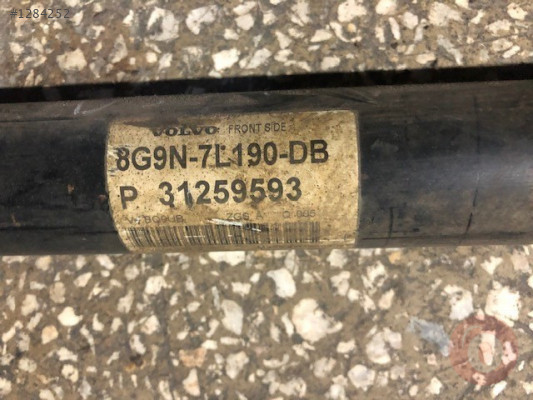 #1284252
VOLVO FRONT SIDE
8G9N-7L190-DB
P 31259593